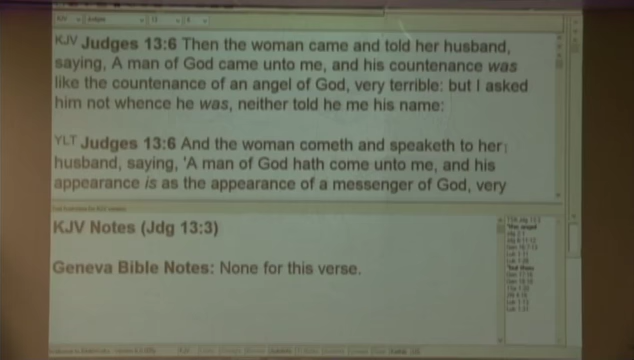 KJV Judges 13:6 Then the woman came and told her husband,
saying, A man of God came unto me, and his countenance was
like the countenance of an angel of God, very terrible: but I asked
him not whence he was, neither told he me his name:
YLT Judges 13:6 And the woman cometh and speaketh to her
husband, saying, 'A man of God hath come unto me, and his
appearance is as the appearance of a messenger of God, very
KJV Notes (Jdg 13:3)
Geneva Bible Notes: None for this verse.